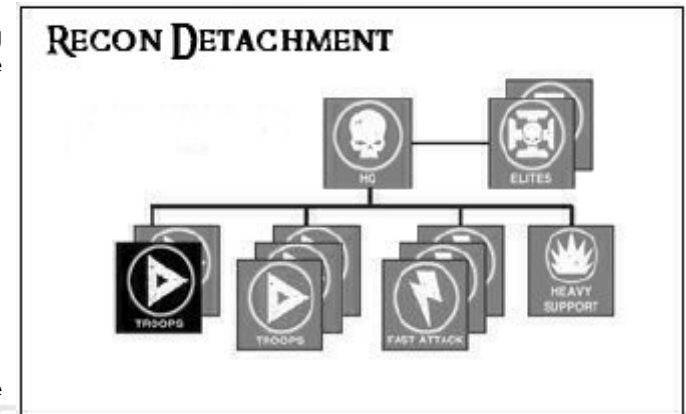 RECON DETACHMENT
HQ
ELITES
TROOPS
TROOPS
FAST ATTACK
HEAVY
SUPPORT